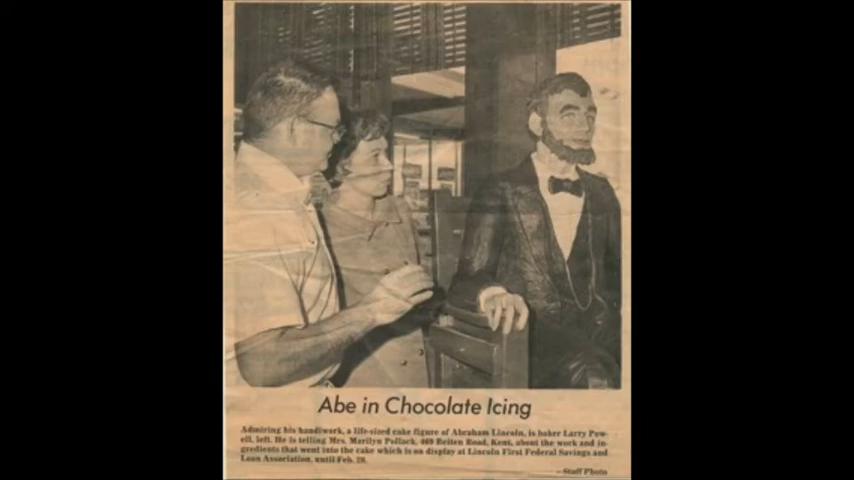 Abe in Chocolate Icing
Admiring his handiwork, a life-sized cake figure of Abraham Lincoln, is baker Larry Pow-
ell, left. He is telling Mrs. Marilyn Pollack, 469 Beiten Road, Kent, about the work and in-
gredients that went into the cake which is on display at Lincoln First Federal Savings and
Loan Association, until Feb. 28.
—Staff Photo